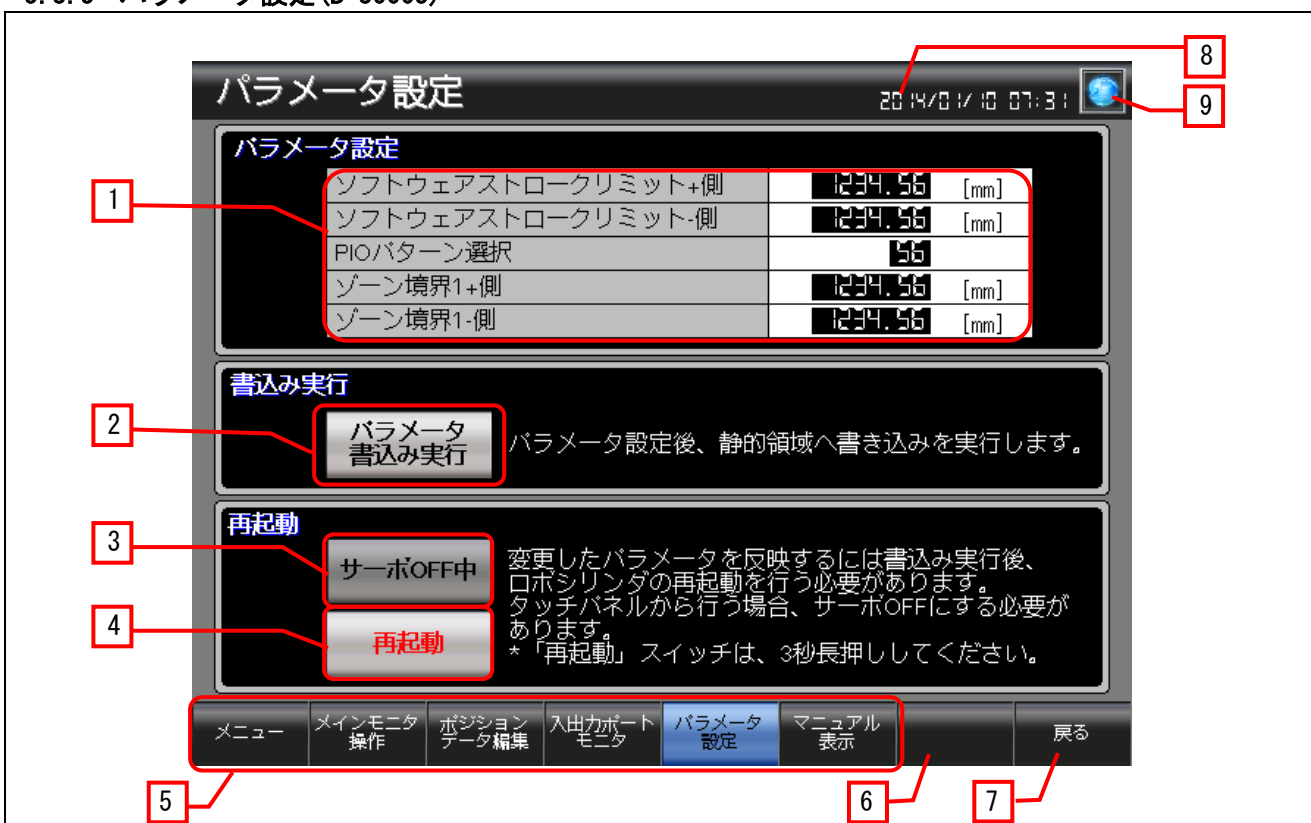 パラメータ設定
2014/01/10 07:31
8
9
パラメータ設定
1
ソフトウェアストロークリミット+側 1234.56 [mm]
ソフトウェアストロークリミット-側 1234.56 [mm]
PIOパターン選択 56
ゾーン境界1+側 1234.56 [mm]
ゾーン境界1-側 1234.56 [mm]
書込み実行
2
パラメータ
書込み実行
パラメータ設定後、静的領域へ書き込みを実行します。
再起動
3
サーボOFF中
変更したパラメータを反映するには書込み実行後、
ロボシリンダの再起動を行う必要があります。
タッチパネルから行う場合、サーボOFFにする必要が
あります。
*「再起動」スイッチは、3秒長押ししてください。
4
再起動
メニュー
メインモニタ
操作
ポジション
データ編集
入出力ポート
モニタ
パラメータ
設定
マニュアル
表示
戻る
5
6
7